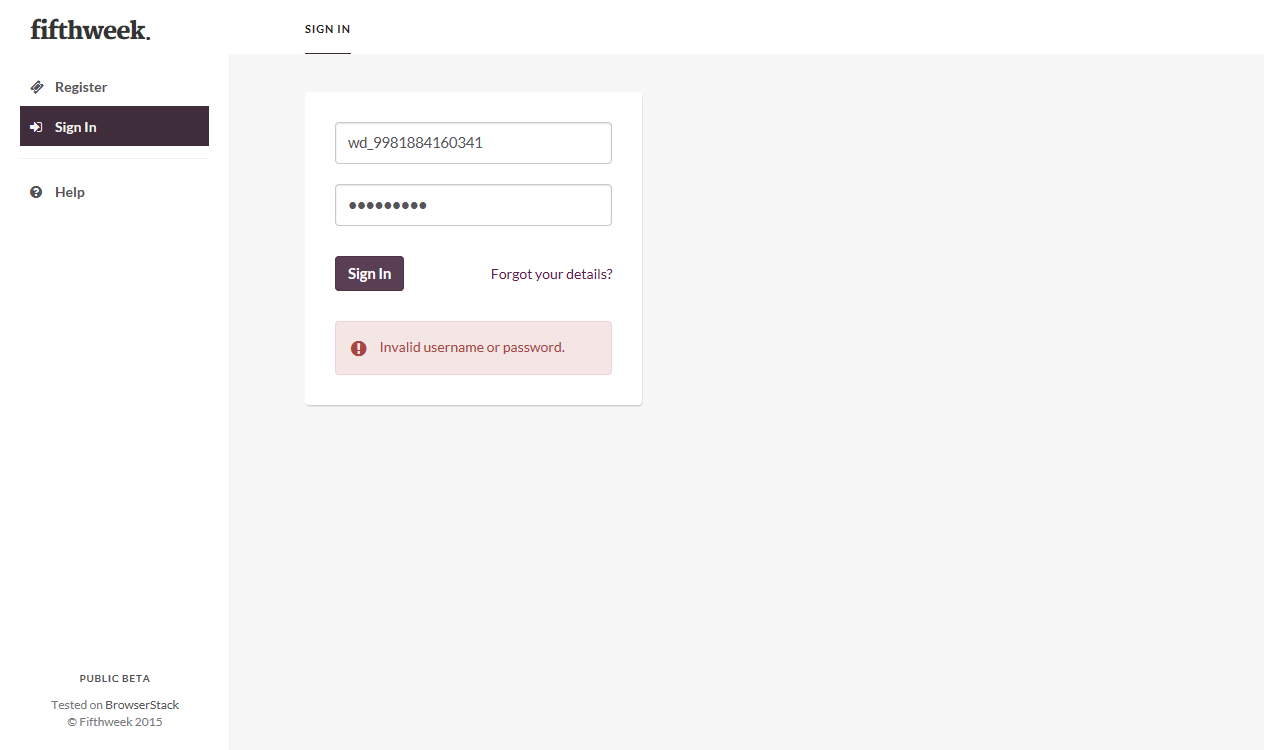 fifthweek.
SIGN IN
Register
Sign In
Help
wd_9981884160341
●●●●●●●●●
Sign In
Forgot your details?
Invalid username or password.
PUBLIC BETA
Tested on BrowserStack
© Fifthweek 2015